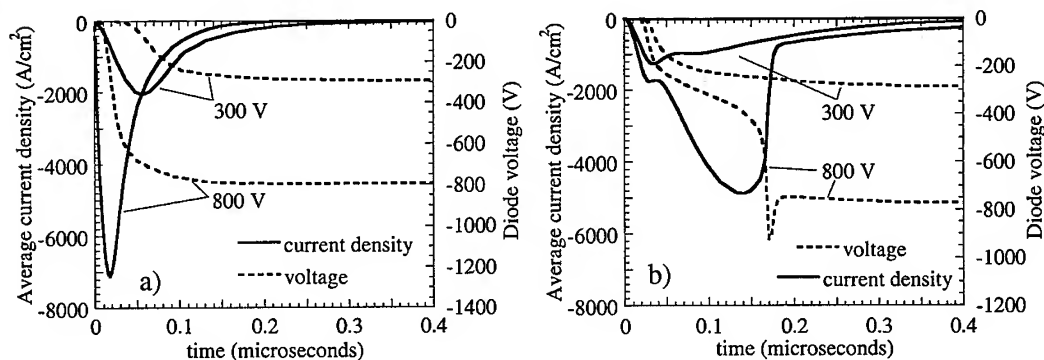 Average current density (A/cm²)
0
-2000
-4000
-6000
-8000
0
0.1
0.2
0.3
0.4
time (microseconds)
0
-200
-400
-600
-800
-1000
-1200
-1400
Diode voltage (V)
300 V
800 V
current density
voltage
a)
Average current density (A/cm²)
0
-2000
-4000
-6000
-8000
0
0.1
0.2
0.3
0.4
time (microseconds)
0
-200
-400
-600
-800
-1000
-1200
Diode voltage (V)
300 V
800 V
voltage
current density
b)